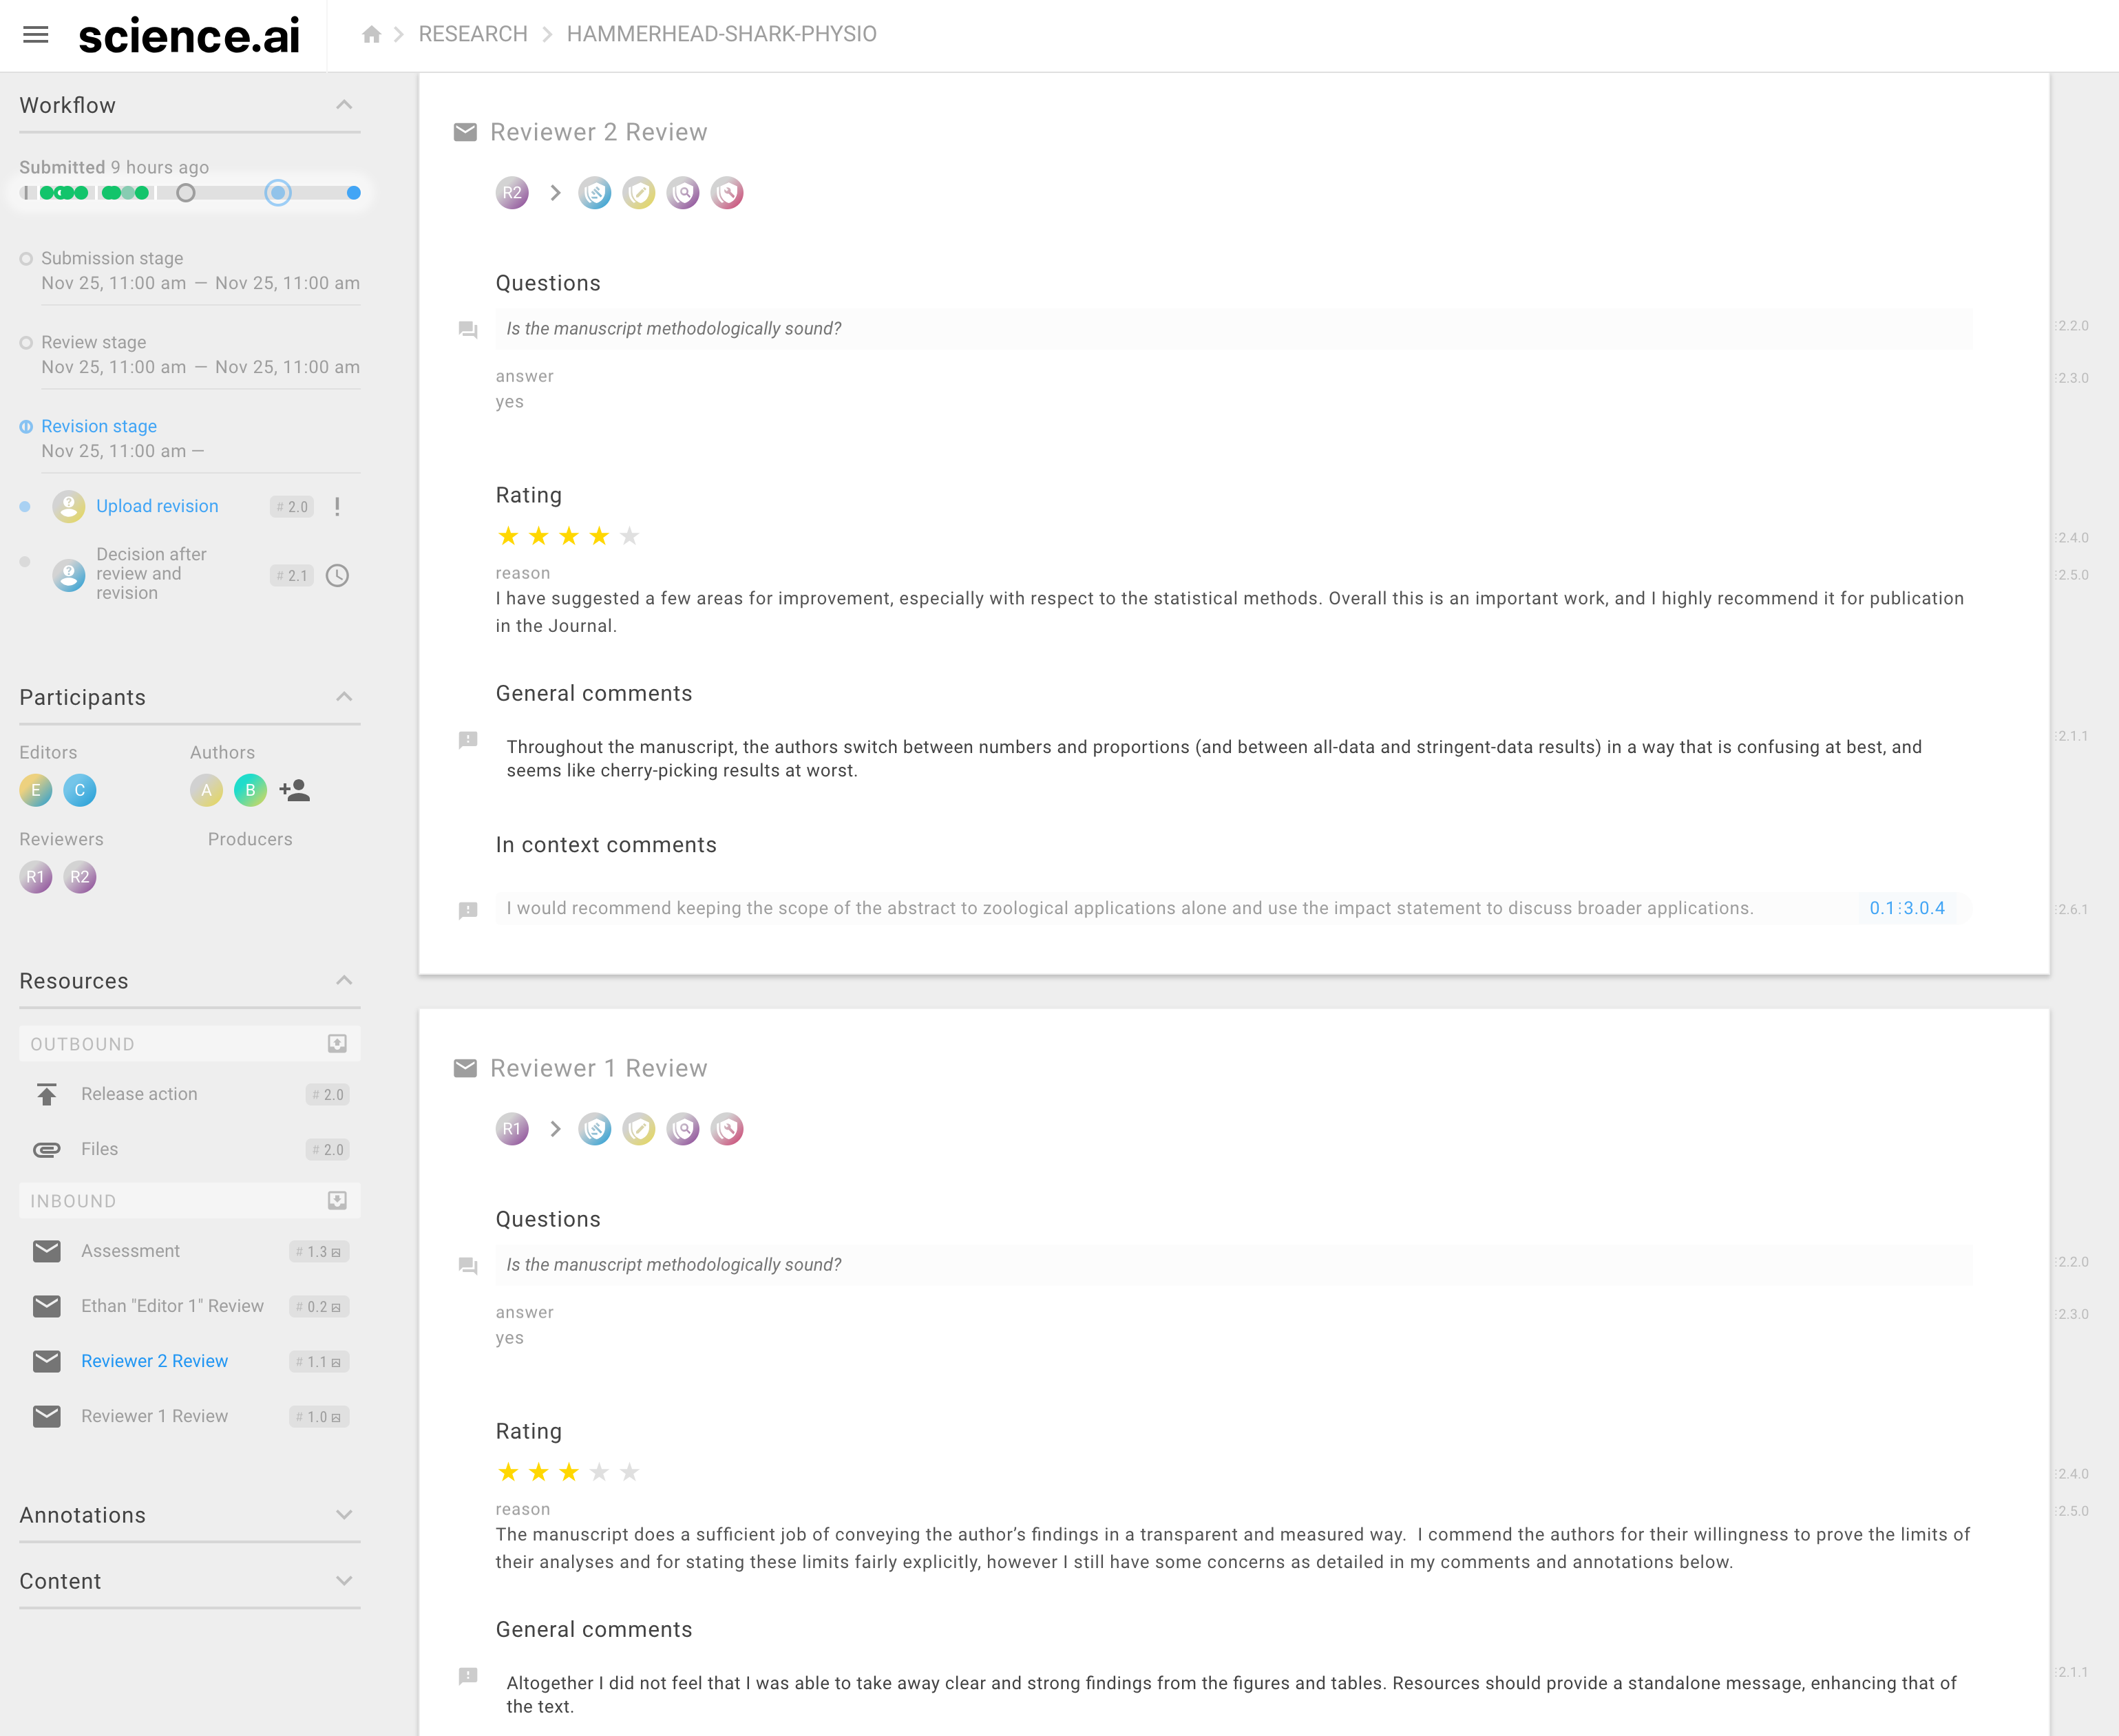 science.ai
RESEARCH
HAMMERHEAD-SHARK-PHYSIO
Workflow
Submitted 9 hours ago
Submission stage
Nov 25, 11:00 am — Nov 25, 11:00 am
Review stage
Nov 25, 11:00 am — Nov 25, 11:00 am
Revision stage
Nov 25, 11:00 am —
Upload revision
# 2.0
!
Decision after
review and
revision
# 2.1
Participants
Editors
Authors
E
C
A
B
Reviewers
Producers
R1
R2
Resources
OUTBOUND
Release action
# 2.0
Files
# 2.0
INBOUND
Assessment
# 1.3
Ethan "Editor 1" Review
# 0.2
Reviewer 2 Review
# 1.1
Reviewer 1 Review
# 1.0
Annotations
Content
Reviewer 2 Review
R2
Questions
Is the manuscript methodologically sound?
⋮2.2.0
answer
⋮2.3.0
yes
Rating
⋮2.4.0
reason
⋮2.5.0
I have suggested a few areas for improvement, especially with respect to the statistical methods. Overall this is an important work, and I highly recommend it for publication
in the Journal.
General comments
⋮2.1.1
Throughout the manuscript, the authors switch between numbers and proportions (and between all-data and stringent-data results) in a way that is confusing at best, and
seems like cherry-picking results at worst.
In context comments
I would recommend keeping the scope of the abstract to zoological applications alone and use the impact statement to discuss broader applications.
0.1⋮3.0.4
⋮2.6.1
Reviewer 1 Review
R1
Questions
Is the manuscript methodologically sound?
⋮2.2.0
answer
⋮2.3.0
yes
Rating
⋮2.4.0
reason
⋮2.5.0
The manuscript does a sufficient job of conveying the author’s findings in a transparent and measured way.  I commend the authors for their willingness to prove the limits of
their analyses and for stating these limits fairly explicitly, however I still have some concerns as detailed in my comments and annotations below.
General comments
⋮2.1.1
Altogether I did not feel that I was able to take away clear and strong findings from the figures and tables. Resources should provide a standalone message, enhancing that of
the text.